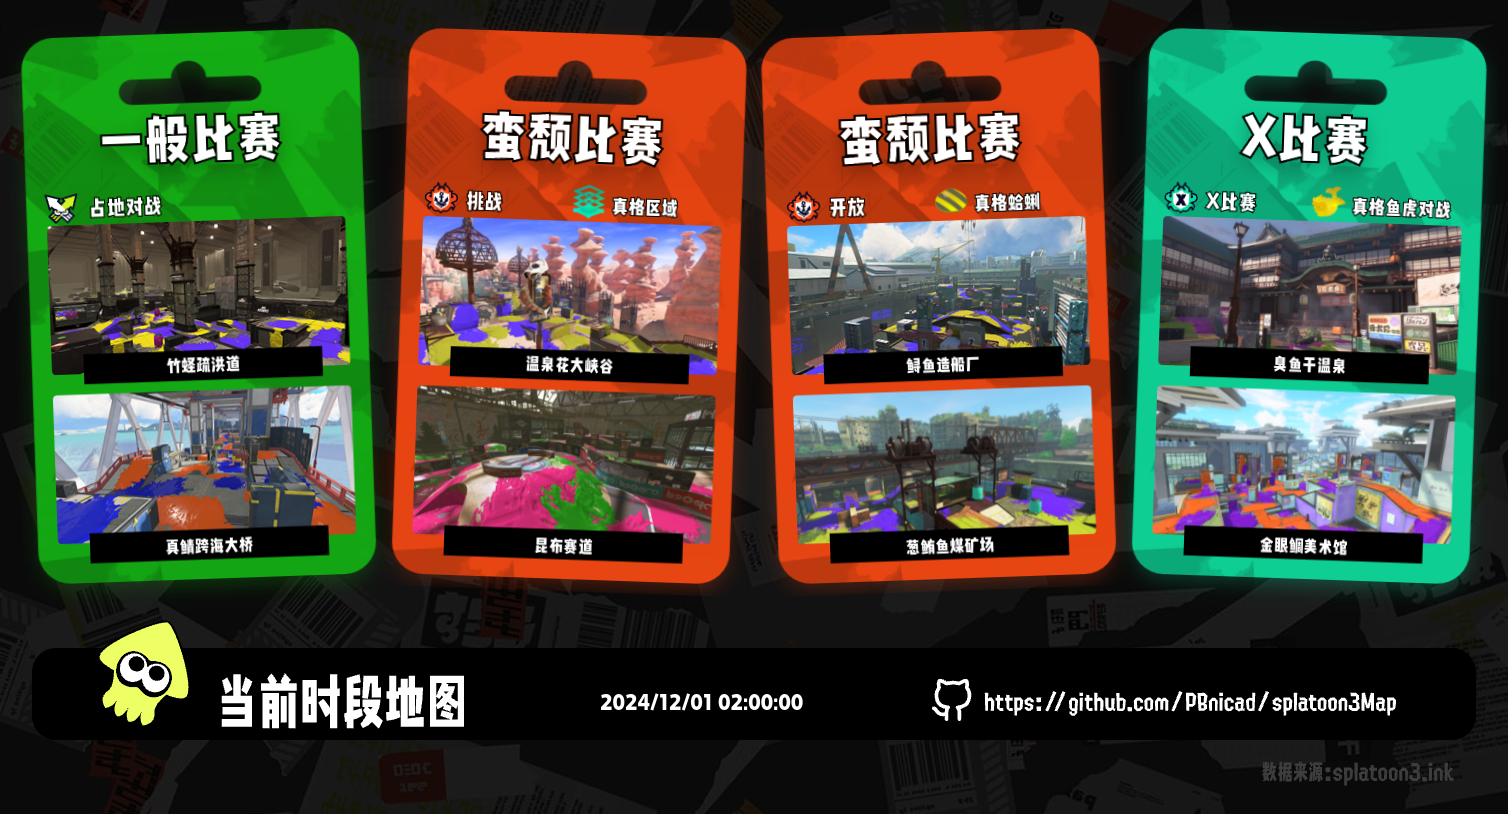 一般比赛
占地对战
竹蛏疏洪道
真鲭跨海大桥
蛮颓比赛
挑战
真格区域
温泉花大峡谷
昆布赛道
蛮颓比赛
开放
真格蛤蜊
鲟鱼造船厂
葱鲔鱼煤矿场
X比赛
X比赛
真格鱼虎对战
臭鱼干温泉
金眼鲷美术馆
当前时段地图
2024/12/01 02:00:00
https://github.com/PBnicad/splatoon3Map
数据来源:splatoon3.ink